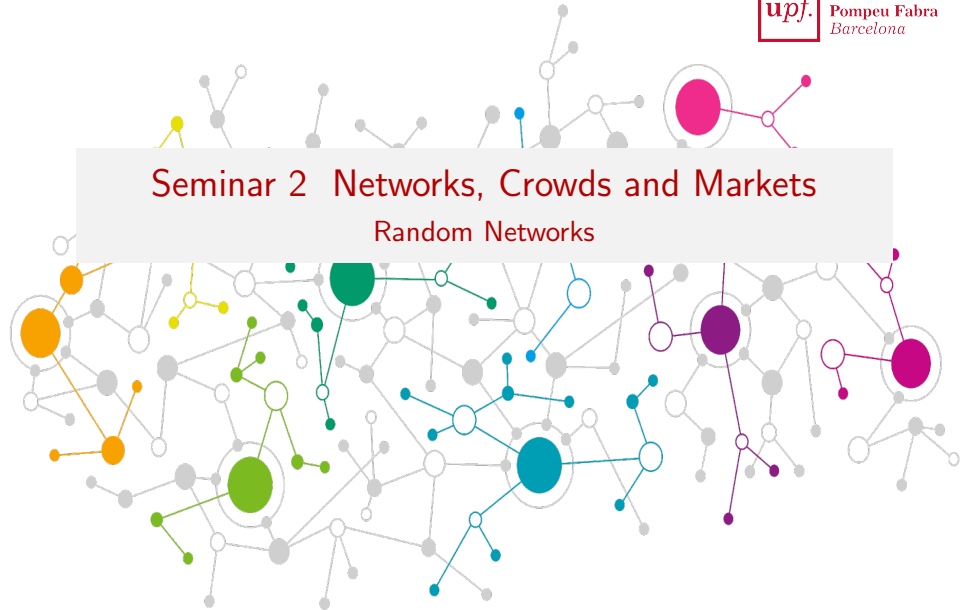 upf.
Pompeu Fabra
Barcelona
Seminar 2 Networks, Crowds and Markets
Random Networks